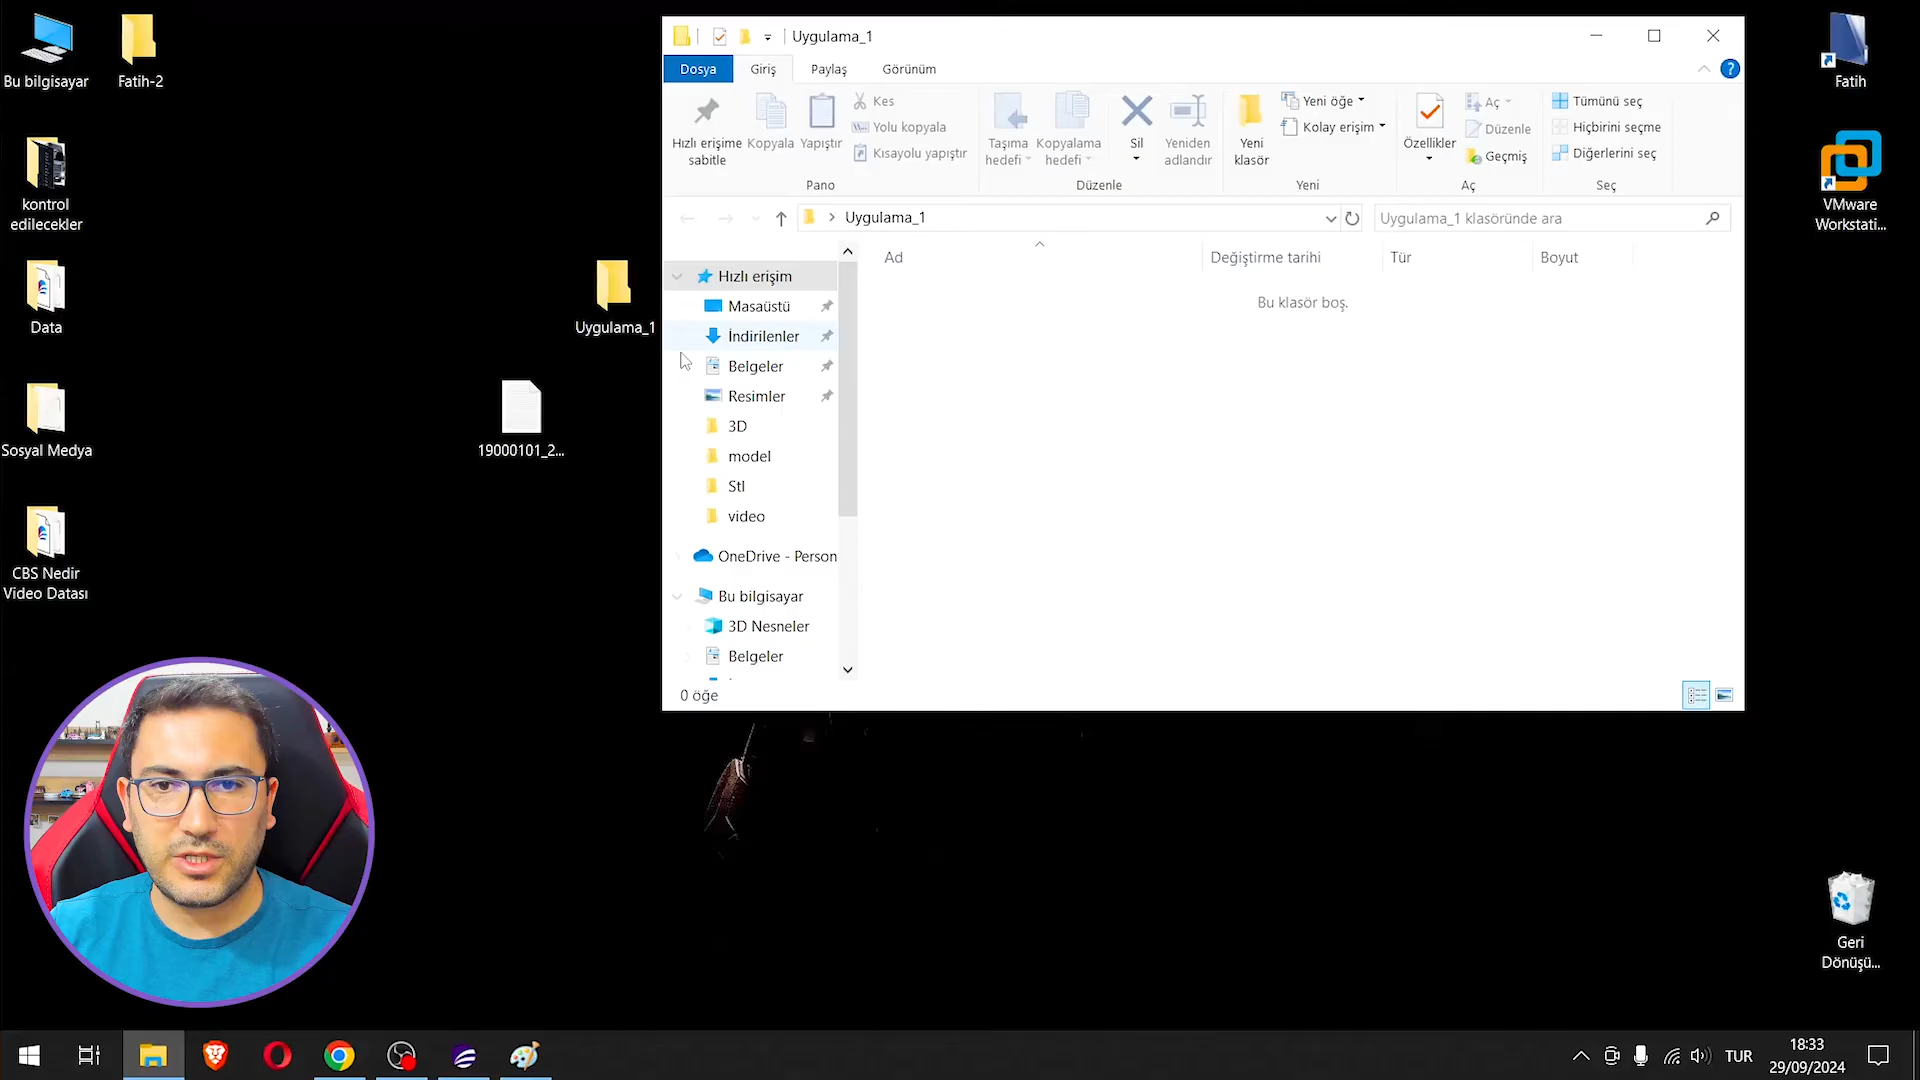 Bu bilgisayar
Fatih-2
kontrol
edilecekler
Data
Sosyal Medya
CBS Nedir
Video Datası
Uygulama_1
19000101_2...
Uygulama_1
Dosya
Giriş
Paylaş
Görünüm
Hızlı erişime
sabitle
Kopyala
Yapıştır
Kes
Yolu kopyala
Kısayolu yapıştır
Pano
Taşıma
hedefi
Kopyalama
hedefi
Sil
Yeniden
adlandır
Düzenle
Yeni
klasör
Yeni öğe
Kolay erişim
Yeni
Özellikler
Aç
Düzenle
Geçmiş
Aç
Tümünü seç
Hiçbirini seçme
Diğerlerini seç
Seç
Uygulama_1
Uygulama_1 klasöründe ara
Hızlı erişim
Masaüstü
İndirilenler
Belgeler
Resimler
3D
model
Stl
video
OneDrive - Person
Bu bilgisayar
3D Nesneler
Belgeler
Ad
Değiştirme tarihi
Tür
Boyut
Bu klasör boş.
0 öğe
Fatih
VMware
Workstati...
Geri
Dönüşü...
TUR
18:33
29/09/2024